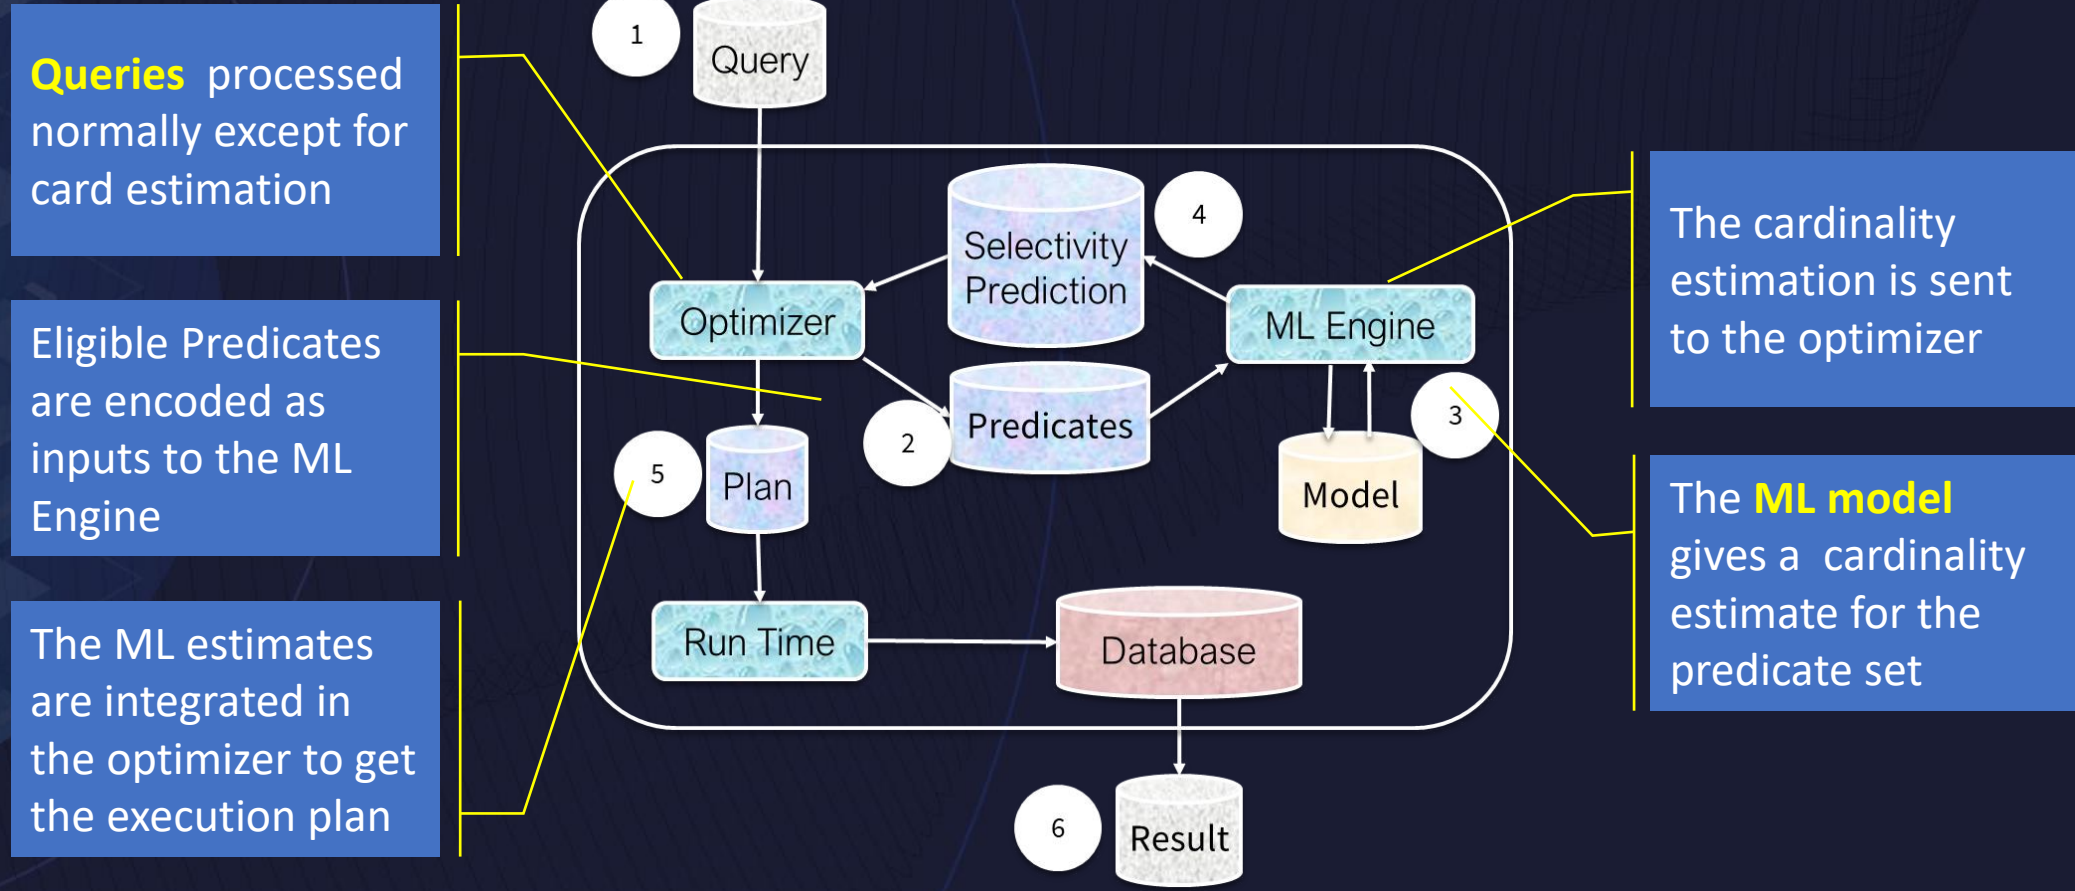 Queries  processed
normally except for
card estimation
Eligible Predicates
are encoded as
inputs to the ML
Engine
The ML estimates
are integrated in
the optimizer to get
the execution plan
1
Query
Selectivity
Prediction
4
Optimizer
ML Engine
2
Predicates
3
5
Plan
Model
Run Time
Database
6
Result
The cardinality
estimation is sent
to the optimizer
The ML model
gives a  cardinality
estimate for the
predicate set